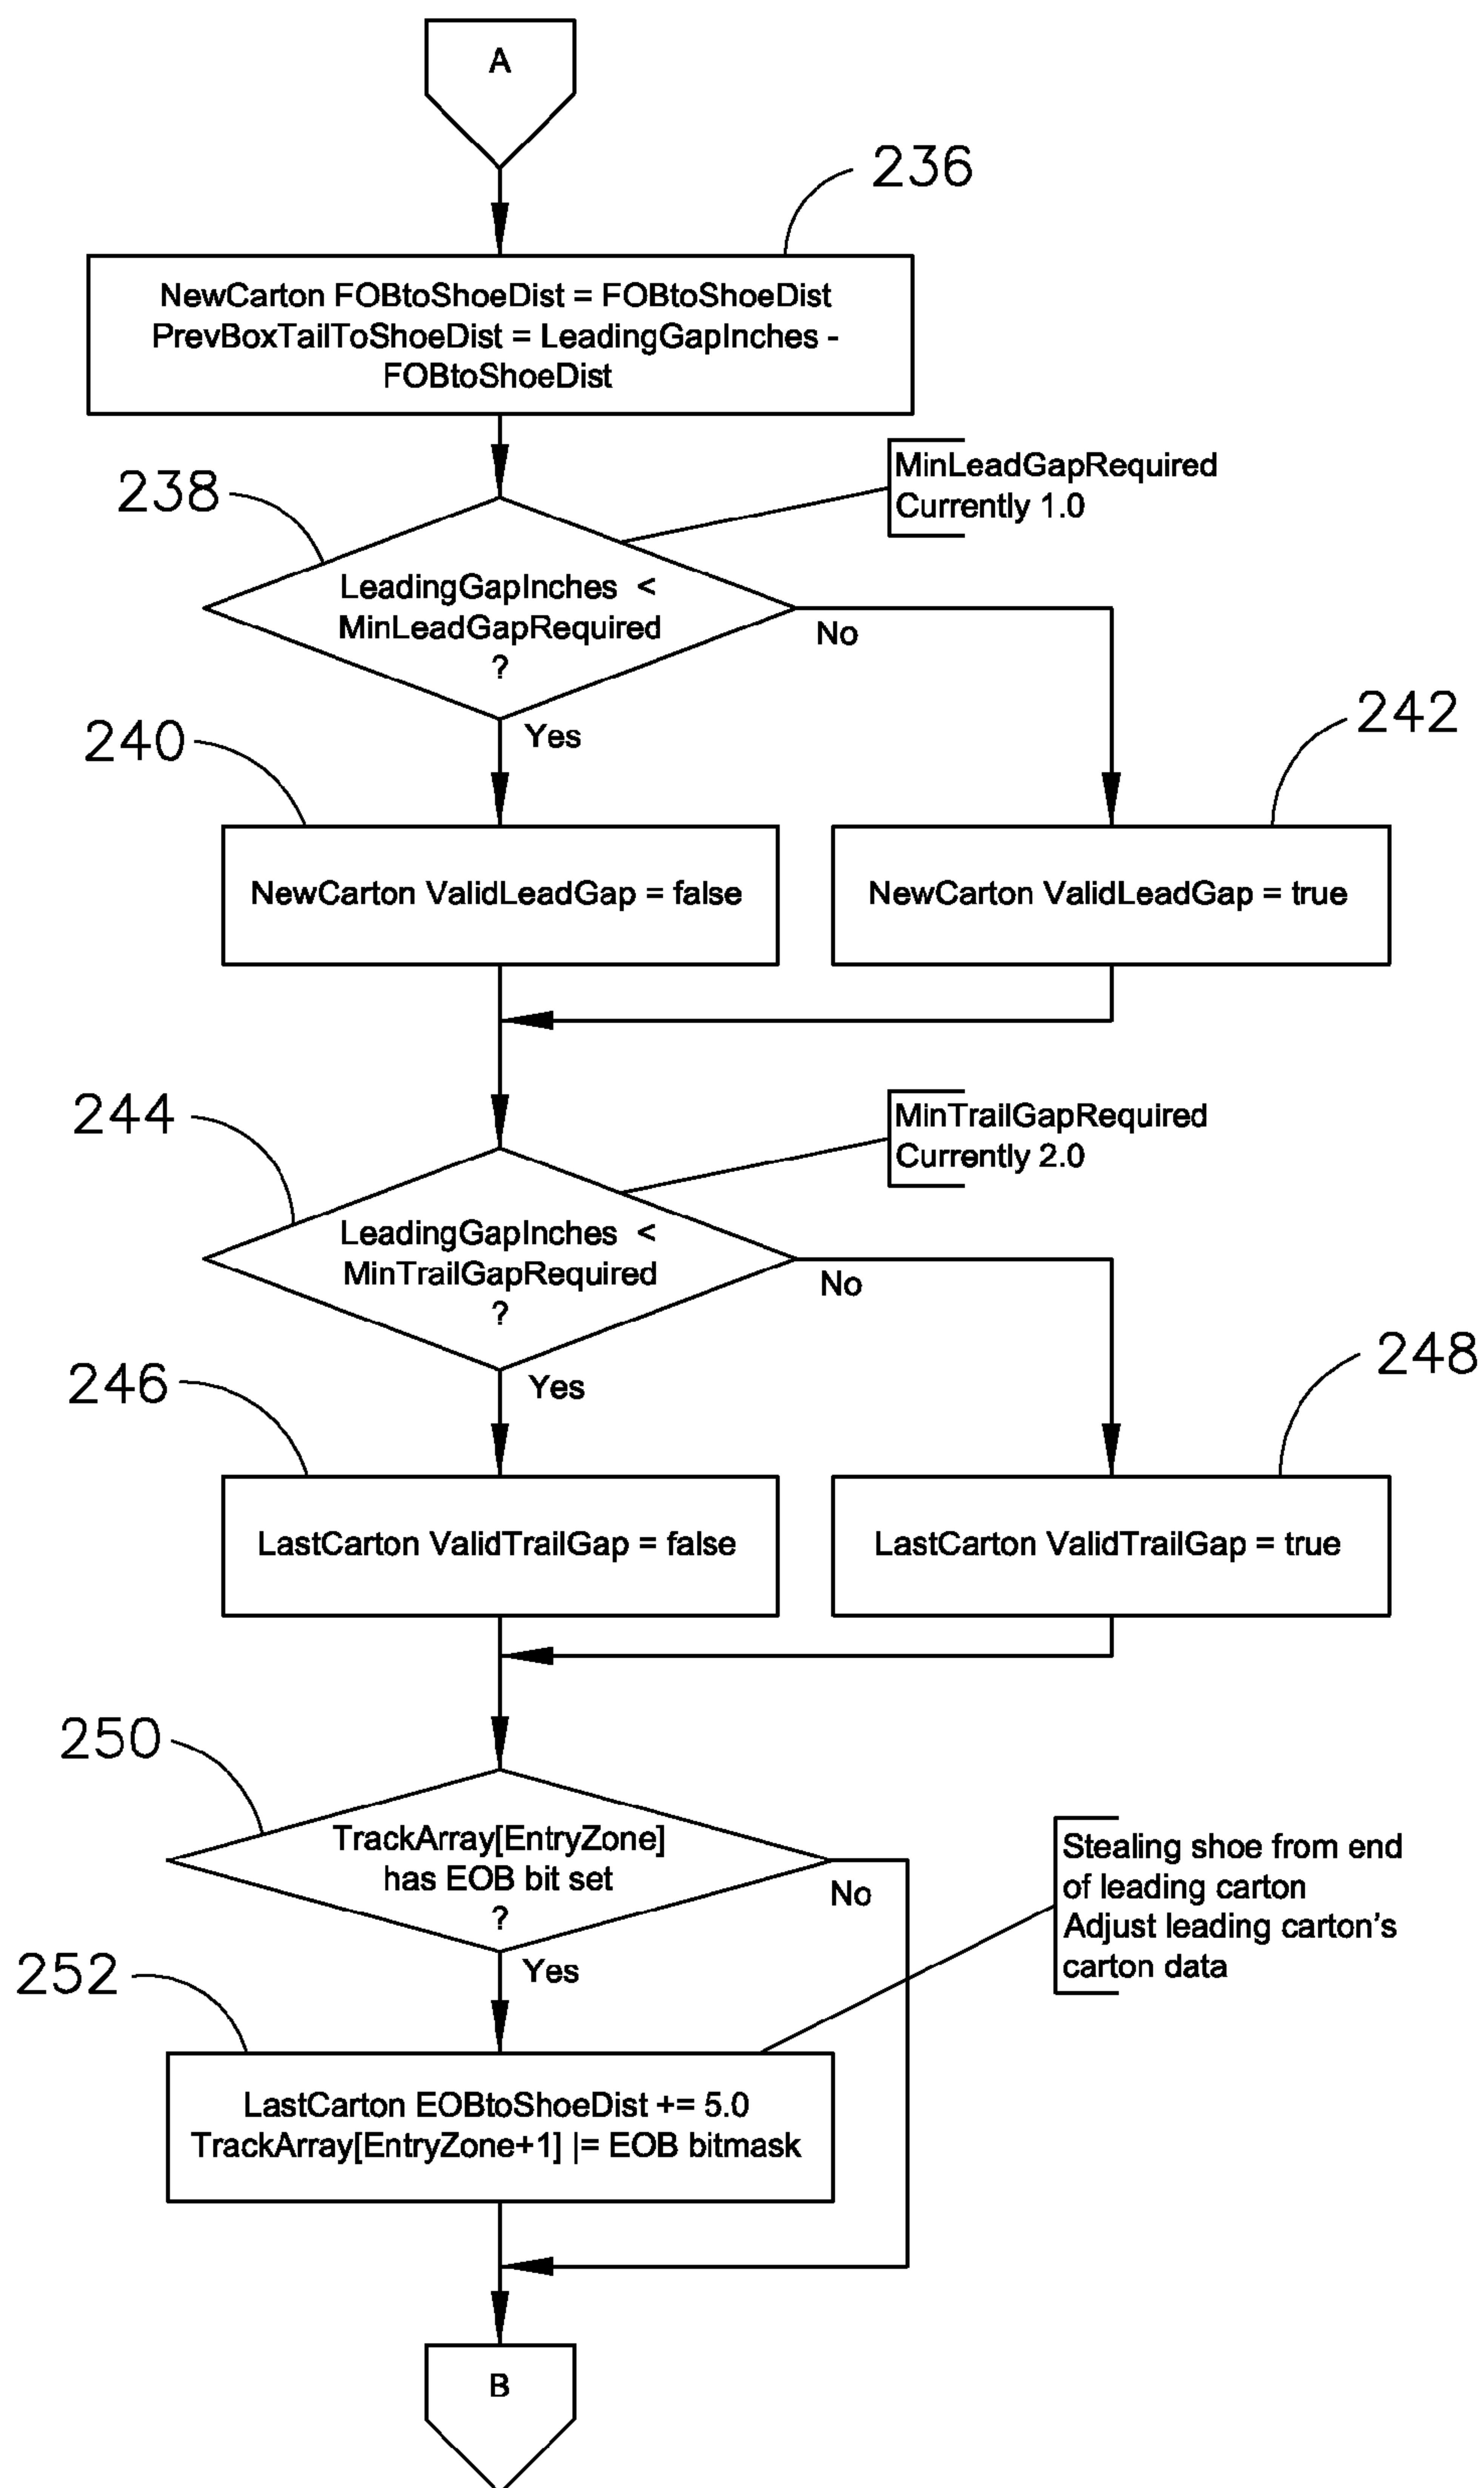 A
236
NewCarton FOBtoShoeDist = FOBtoShoeDist
PrevBoxTailToShoeDist = LeadingGapInches -
FOBtoShoeDist
238
MinLeadGapRequired
Currently 1.0
LeadingGapInches <
MinLeadGapRequired
?
No
Yes
240
242
NewCarton ValidLeadGap = false
NewCarton ValidLeadGap = true
244
MinTrailGapRequired
Currently 2.0
LeadingGapInches <
MinTrailGapRequired
?
No
Yes
246
248
LastCarton ValidTrailGap = false
LastCarton ValidTrailGap = true
250
TrackArray[EntryZone]
has EOB bit set
?
No
Yes
Stealing shoe from end
of leading carton
Adjust leading carton's
carton data
252
LastCarton EOBtoShoeDist += 5.0
TrackArray[EntryZone+1] |= EOB bitmask
B